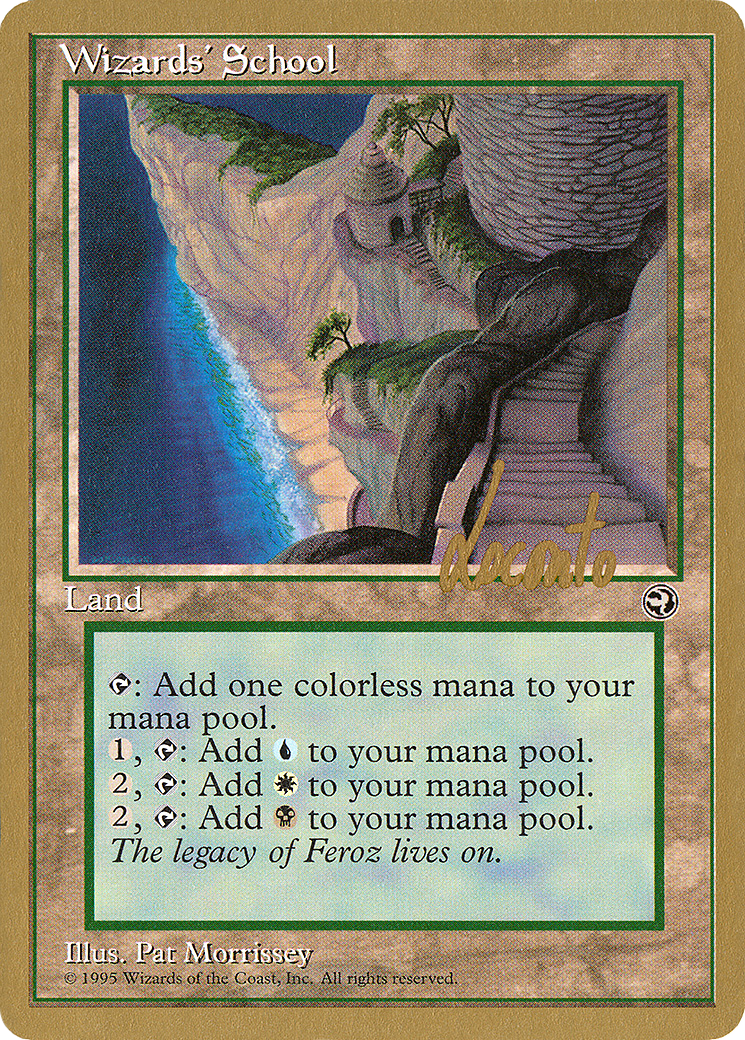 Wizards' School
Leconto
Land
: Add one colorless mana to your
mana pool.
1, : Add to your mana pool.
2, : Add to your mana pool.
2, : Add to your mana pool.
The legacy of Feroz lives on.
Illus. Pat Morrissey
© 1995 Wizards of the Coast, Inc. All rights reserved.